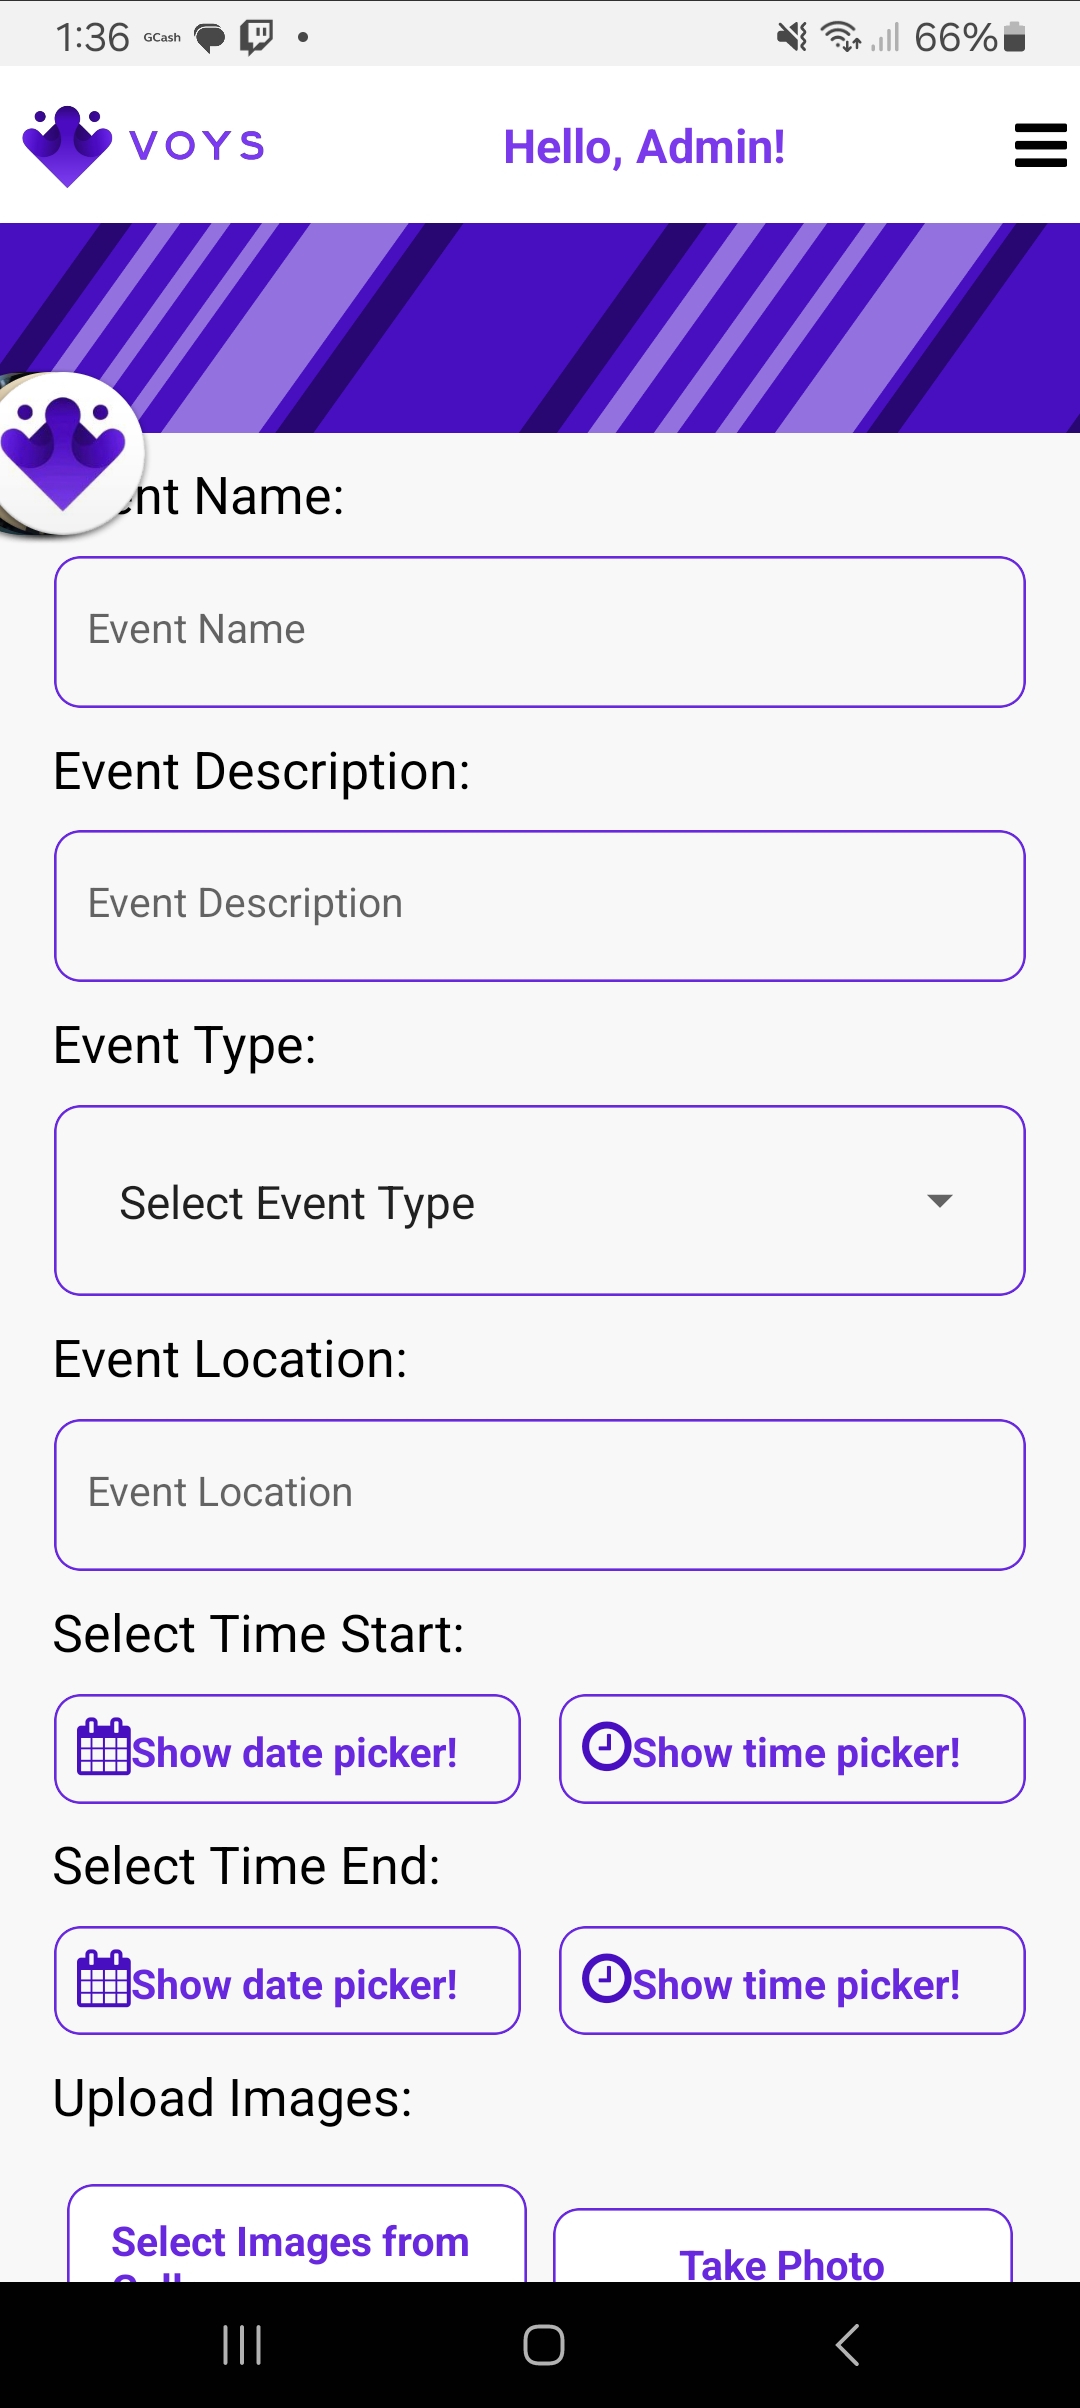 1:36 GCash 66%
VOYS Hello, Admin!
nt Name:
Event Name
Event Description:
Event Description
Event Type:
Select Event Type
Event Location:
Event Location
Select Time Start:
Show date picker! Show time picker!
Select Time End:
Show date picker! Show time picker!
Upload Images:
Select Images from
Take Photo